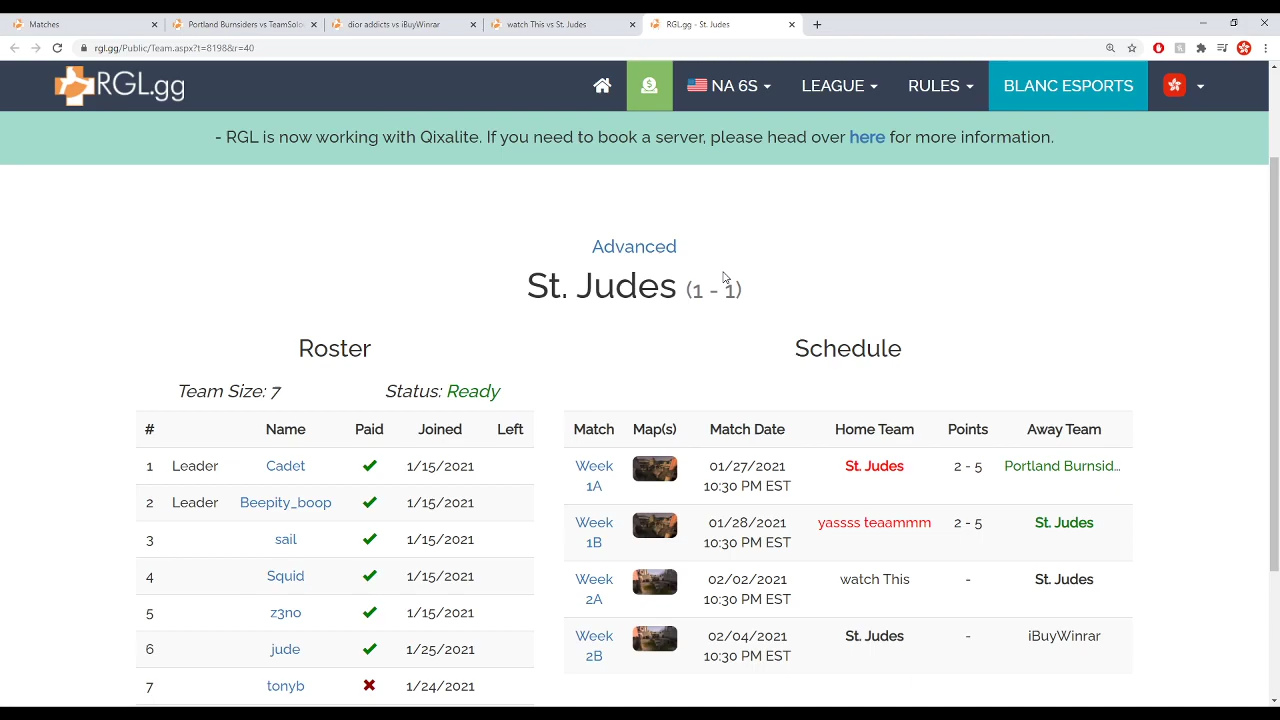 Matches
Portland Burnsiders vs TeamSolo
dior addicts vs iBuyWinrar
watch This vs St. Judes
RGL.gg - St. Judes
rgl.gg/Public/Team.aspx?t=8198&r=40
RGL.gg
NA 6S
LEAGUE
RULES
BLANC ESPORTS
- RGL is now working with Qixalite. If you need to book a server, please head over here for more information.
Advanced
St. Judes (1 - 1)
Roster
Team Size: 7 Status: Ready
# Name Paid Joined Left
1 Leader Cadet 1/15/2021
2 Leader Beepity_boop 1/15/2021
3 sail 1/15/2021
4 Squid 1/15/2021
5 z3no 1/15/2021
6 jude 1/25/2021
7 tonyb 1/24/2021
Schedule
Match Map(s) Match Date Home Team Points Away Team
Week 01/27/2021 St. Judes 2 - 5 Portland Burnsid...
1A 10:30 PM EST
Week 01/28/2021 yassss teaammm 2 - 5 St. Judes
1B 10:30 PM EST
Week 02/02/2021 watch This - St. Judes
2A 10:30 PM EST
Week 02/04/2021 St. Judes - iBuyWinrar
2B 10:30 PM EST